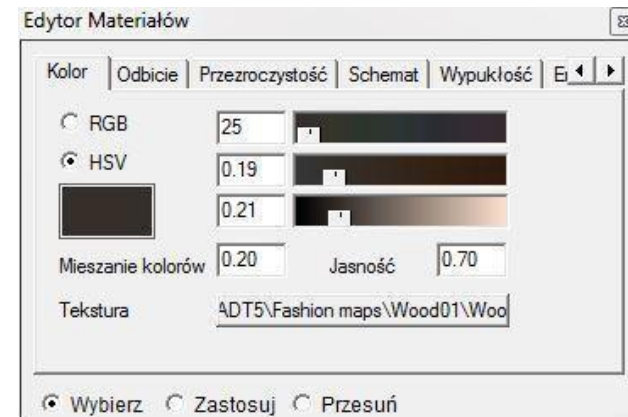 Edytor Materiałów
Kolor Odbicie Przezroczystość Schemat Wypukłość
RGB 25
HSV 0.19
0.21
Mieszanie kolorów 0.20 Jasność 0.70
Tekstura ADT5\Fashion maps\Wood01\Woo
Wybierz Zastosuj Przesuń